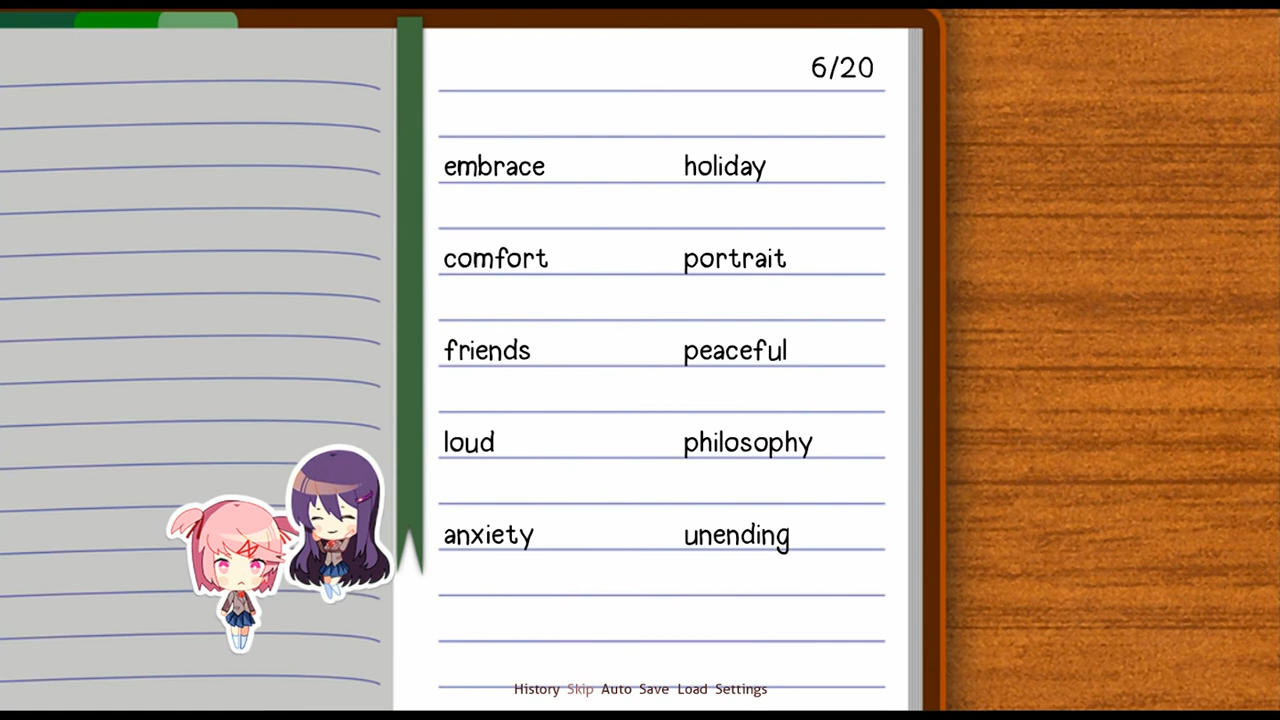 6/20
embrace holiday
comfort portrait
friends peaceful
loud philosophy
anxiety unending
History Skip Auto Save Load Settings